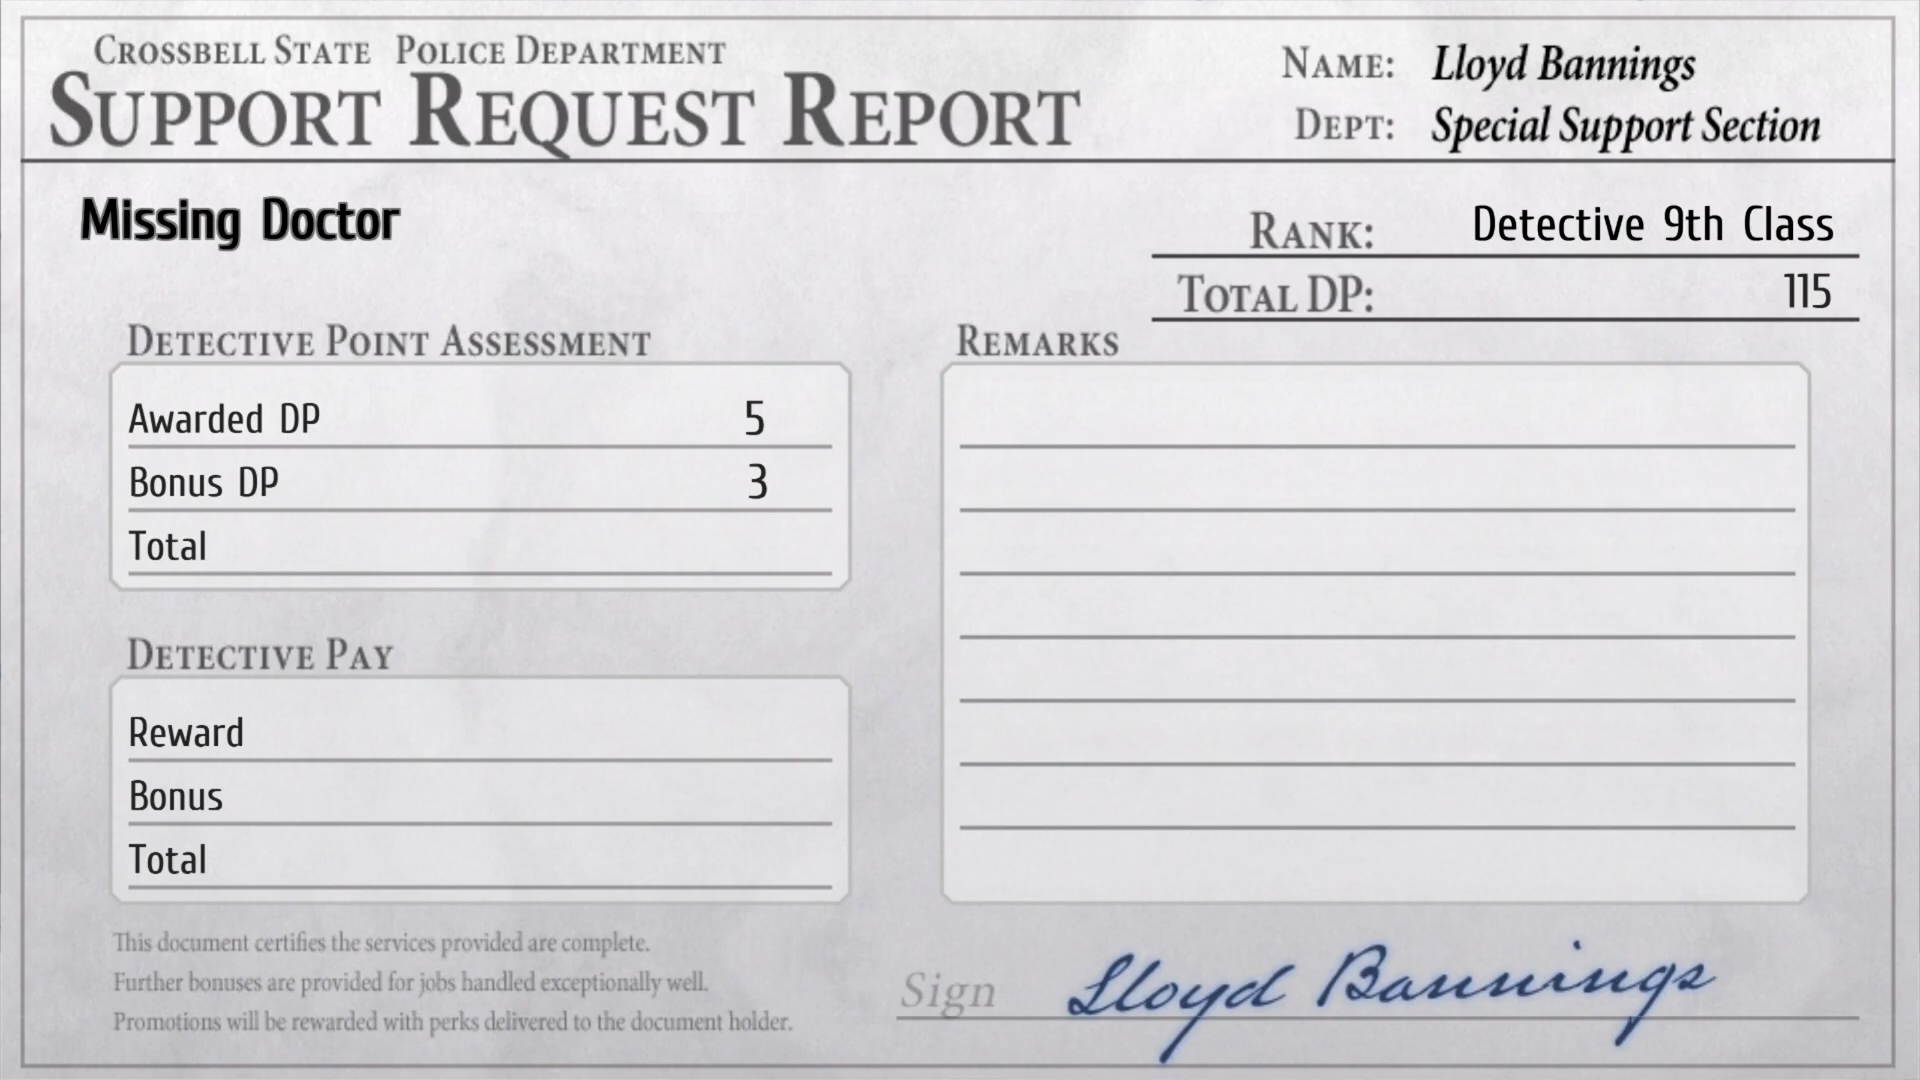 Crossbell State Police Department
Support Request Report
Name: Lloyd Bannings
Dept: Special Support Section
Missing Doctor
Rank: Detective 9th Class
Total DP: 115
Detective Point Assessment
Awarded DP 5
Bonus DP 3
Total
Remarks
Detective Pay
Reward
Bonus
Total
This document certifies the services provided are complete.
Further bonuses are provided for jobs handled exceptionally well.
Promotions will be rewarded with perks delivered to the document holder.
Sign Lloyd Bannings